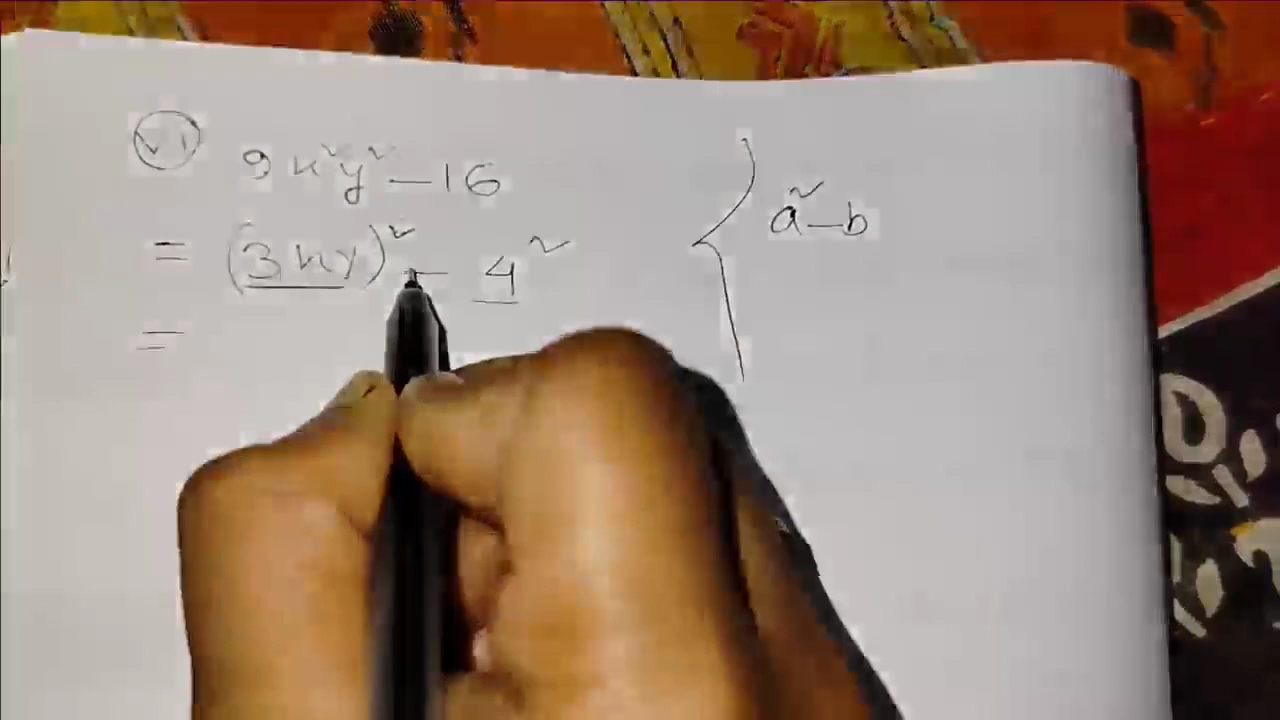 (vi) 9x²y² - 16
= (3xy)² - 4²
=
a² - b